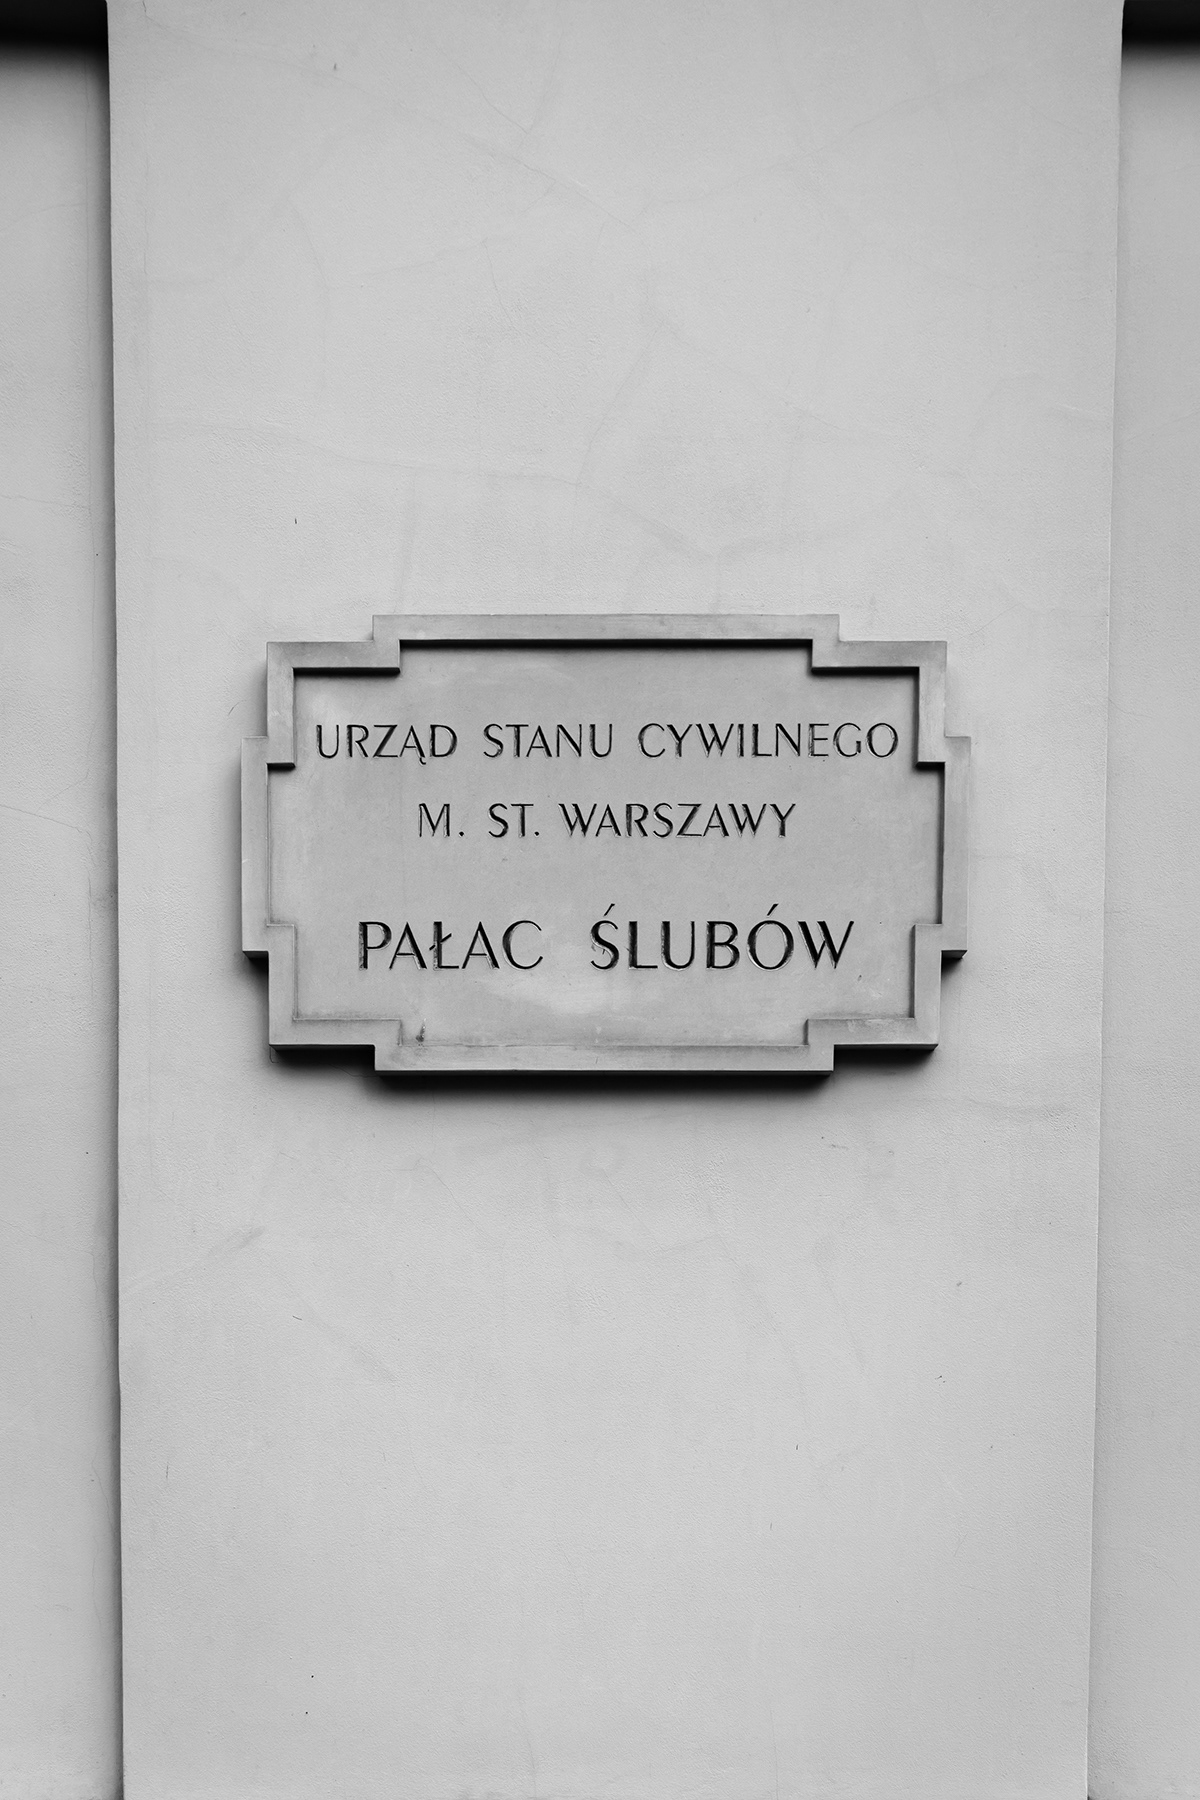 URZĄD STANU CYWILNEGO
M. ST. WARSZAWY
PAŁAC ŚLUBÓW